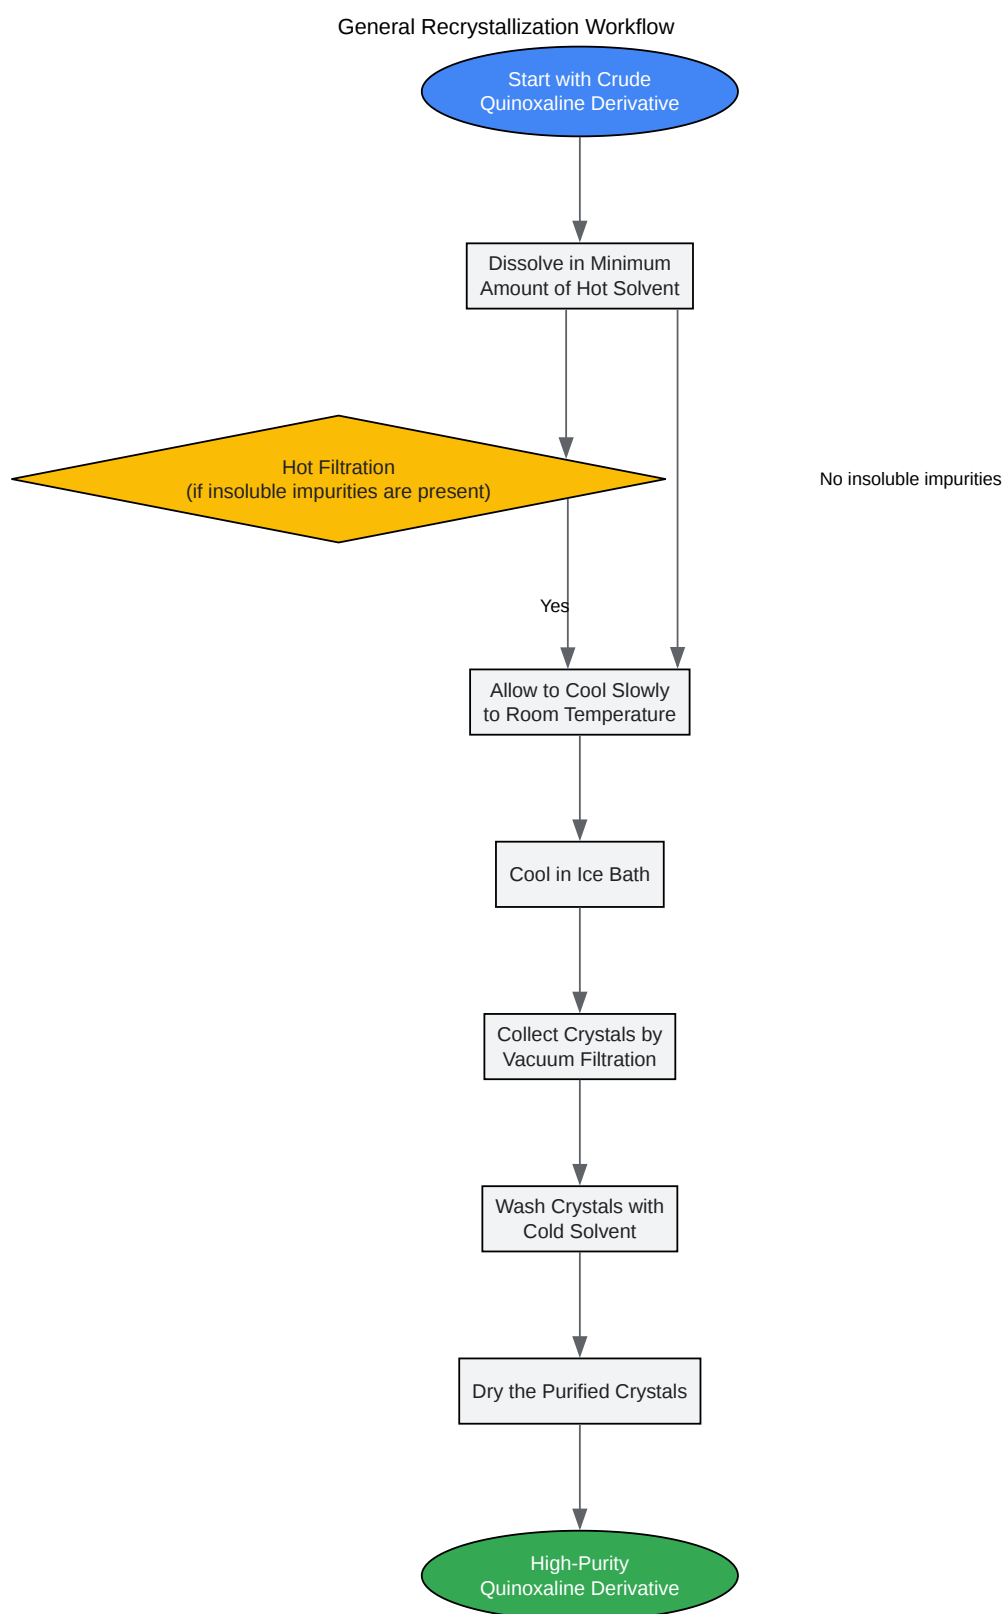 General Recrystallization Workflow
Start with Crude
Quinoxaline Derivative
Dissolve in Minimum
Amount of Hot Solvent
Hot Filtration
(if insoluble impurities are present)
No insoluble impurities
Yes
Allow to Cool Slowly
to Room Temperature
Cool in Ice Bath
Collect Crystals by
Vacuum Filtration
Wash Crystals with
Cold Solvent
Dry the Purified Crystals
High-Purity
Quinoxaline Derivative